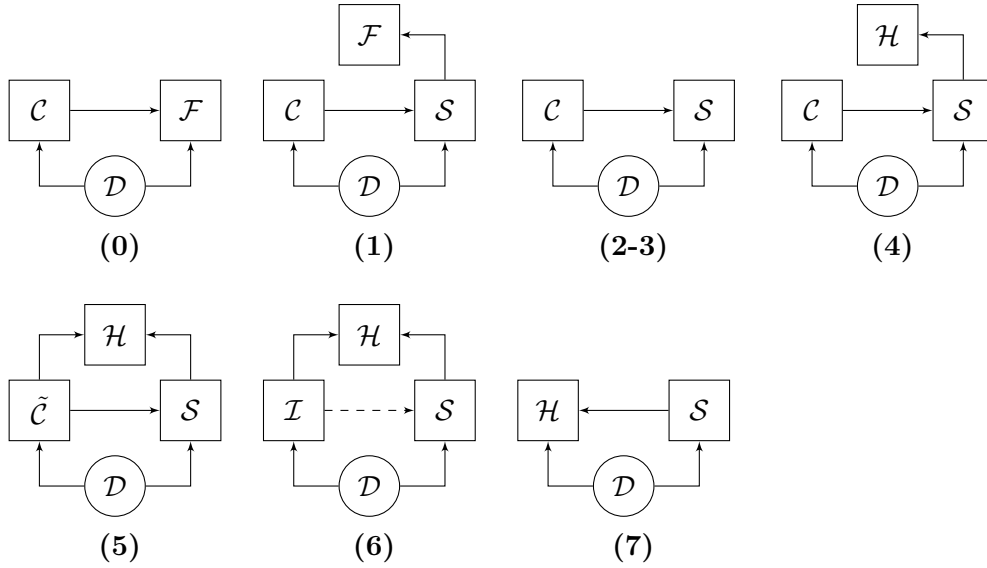 ℱ ℋ
𝒞 ℱ 𝒞 𝒮 𝒞 𝒮 𝒞 𝒮
𝒟 𝒟 𝒟 𝒟
(0) (1) (2-3) (4)
ℋ ℋ
𝒞̃ 𝒮 ℐ 𝒮 ℋ 𝒮
𝒟 𝒟 𝒟
(5) (6) (7)